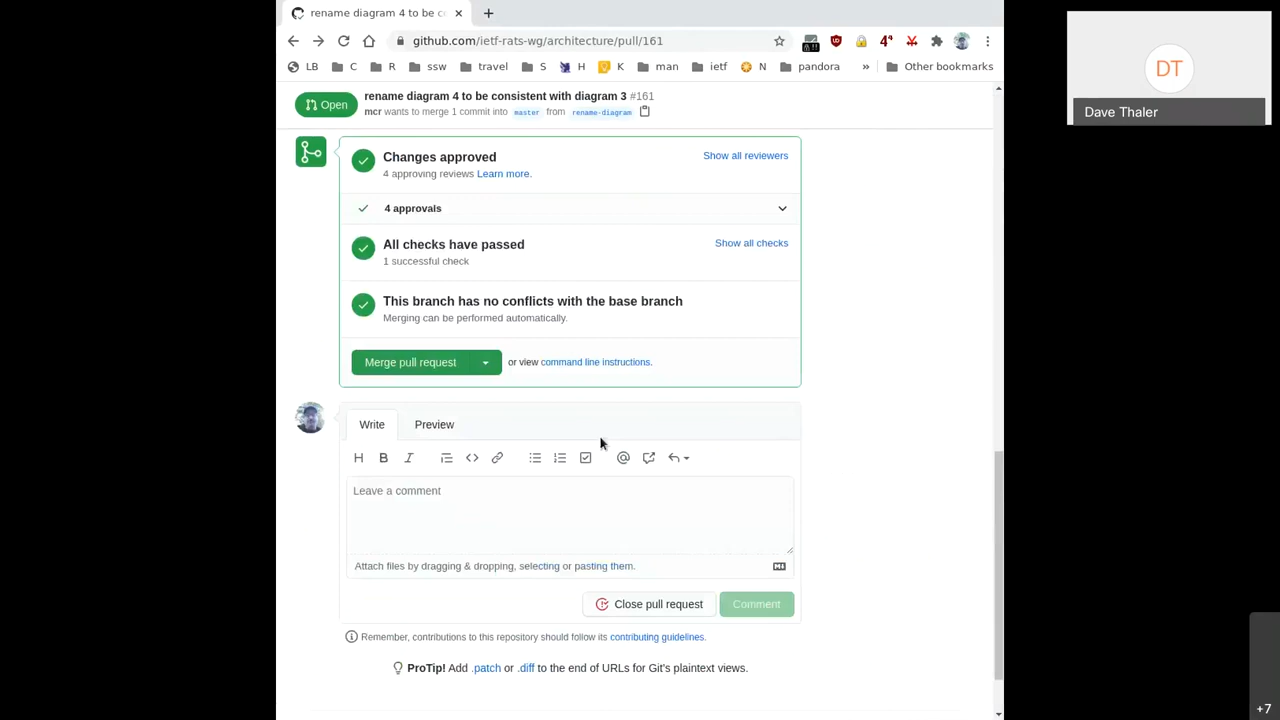 rename diagram 4 to be co
github.com/ietf-rats-wg/architecture/pull/161
LB C R ssw travel S H K man ietf N pandora » Other bookmarks
Open
rename diagram 4 to be consistent with diagram 3 #161
mcr wants to merge 1 commit into master from rename-diagram
Changes approved
Show all reviewers
4 approving reviews Learn more.
4 approvals
All checks have passed
Show all checks
1 successful check
This branch has no conflicts with the base branch
Merging can be performed automatically.
Merge pull request or view command line instructions.
Write Preview
Leave a comment
Attach files by dragging & dropping, selecting or pasting them.
Close pull request Comment
Remember, contributions to this repository should follow its contributing guidelines.
ProTip! Add .patch or .diff to the end of URLs for Git's plaintext views.
DT
Dave Thaler
+7